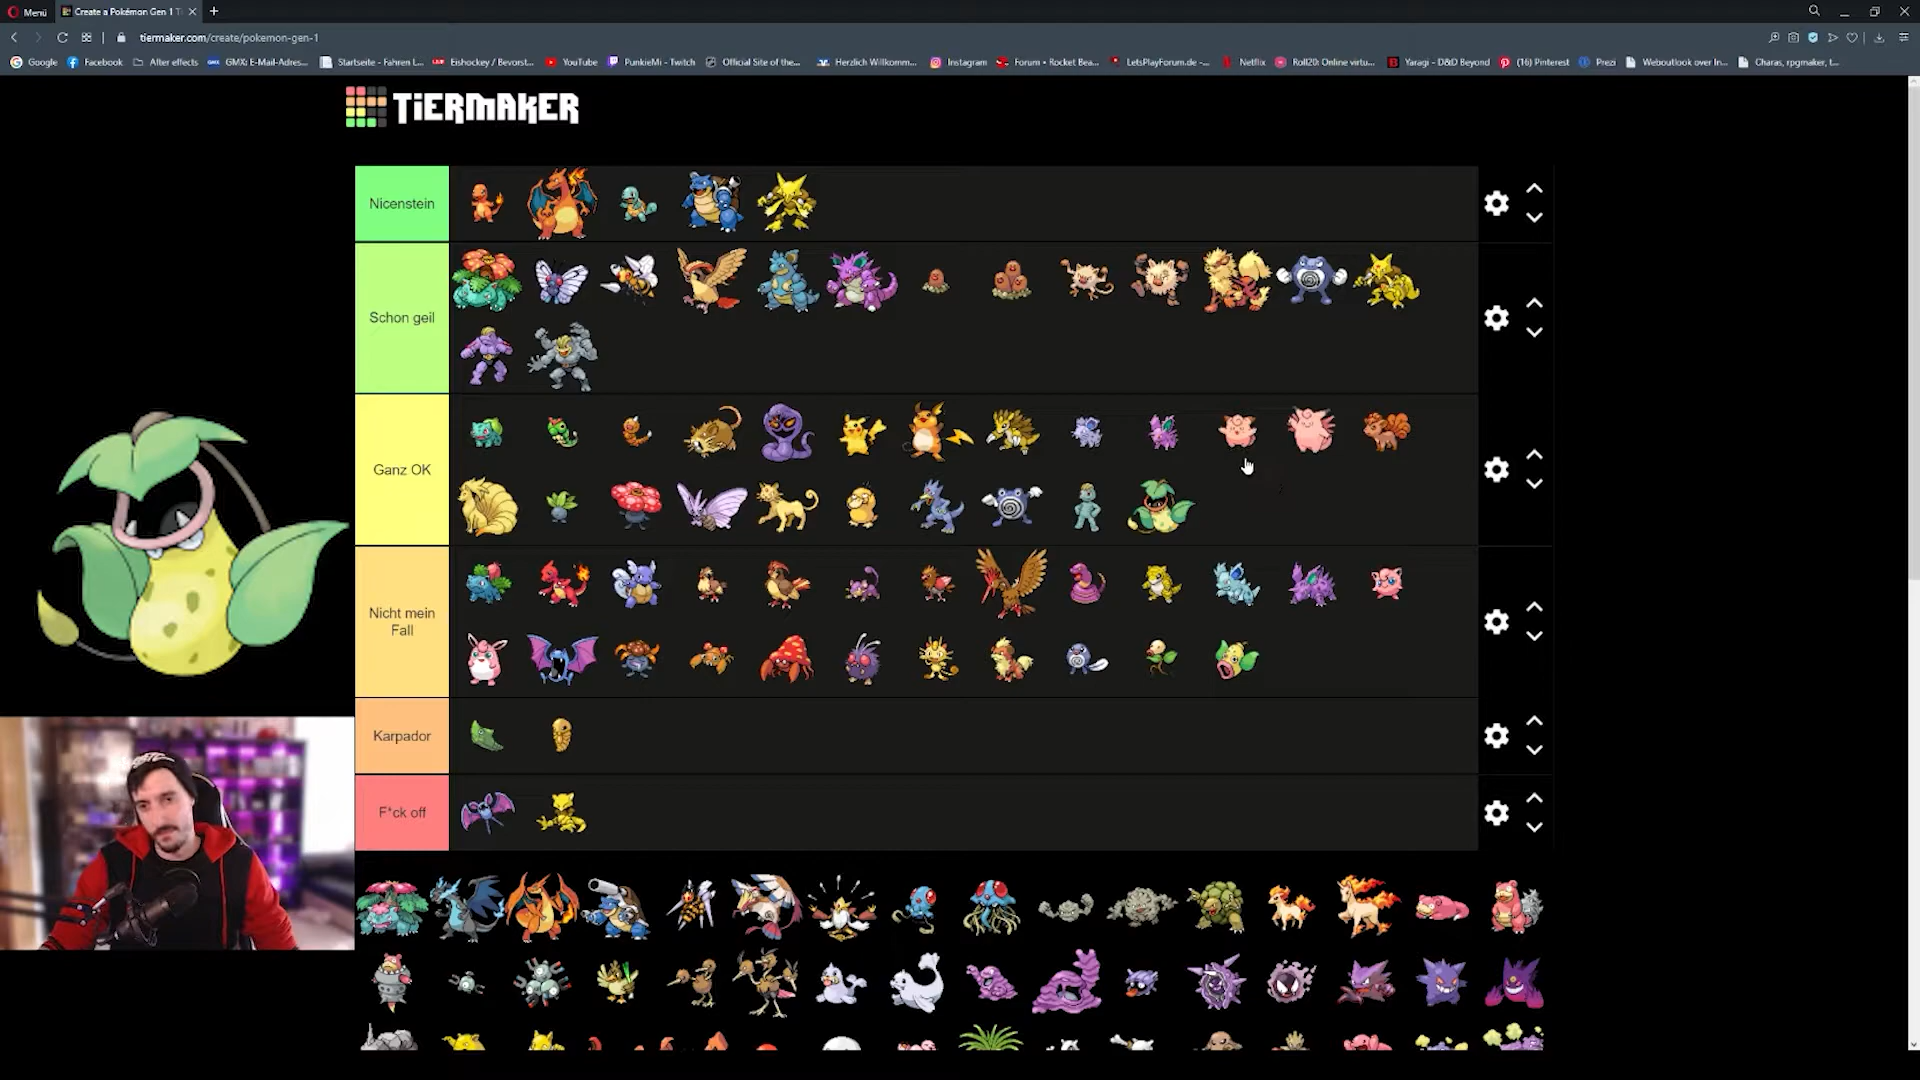 Menü
Create a Pokémon Gen 1 T
tiermaker.com/create/pokemon-gen-1
Google
Facebook
After effects
GMX: E-Mail-Adres...
Startseite - Fahren L...
Eishockey / Bevorst...
YouTube
PunkieMi - Twitch
Official Site of the...
Herzlich Willkomm...
Instagram
Forum • Rocket Bea...
LetsPlayForum.de -...
Netflix
Roll20: Online virtu...
Yaragi - D&D Beyond
(16) Pinterest
Prezi
Weboutlook over In...
Charas, rpgmaker, t...
TiERMAKER
Nicenstein
Schon geil
Ganz OK
Nicht mein
Fall
Karpador
F*ck off